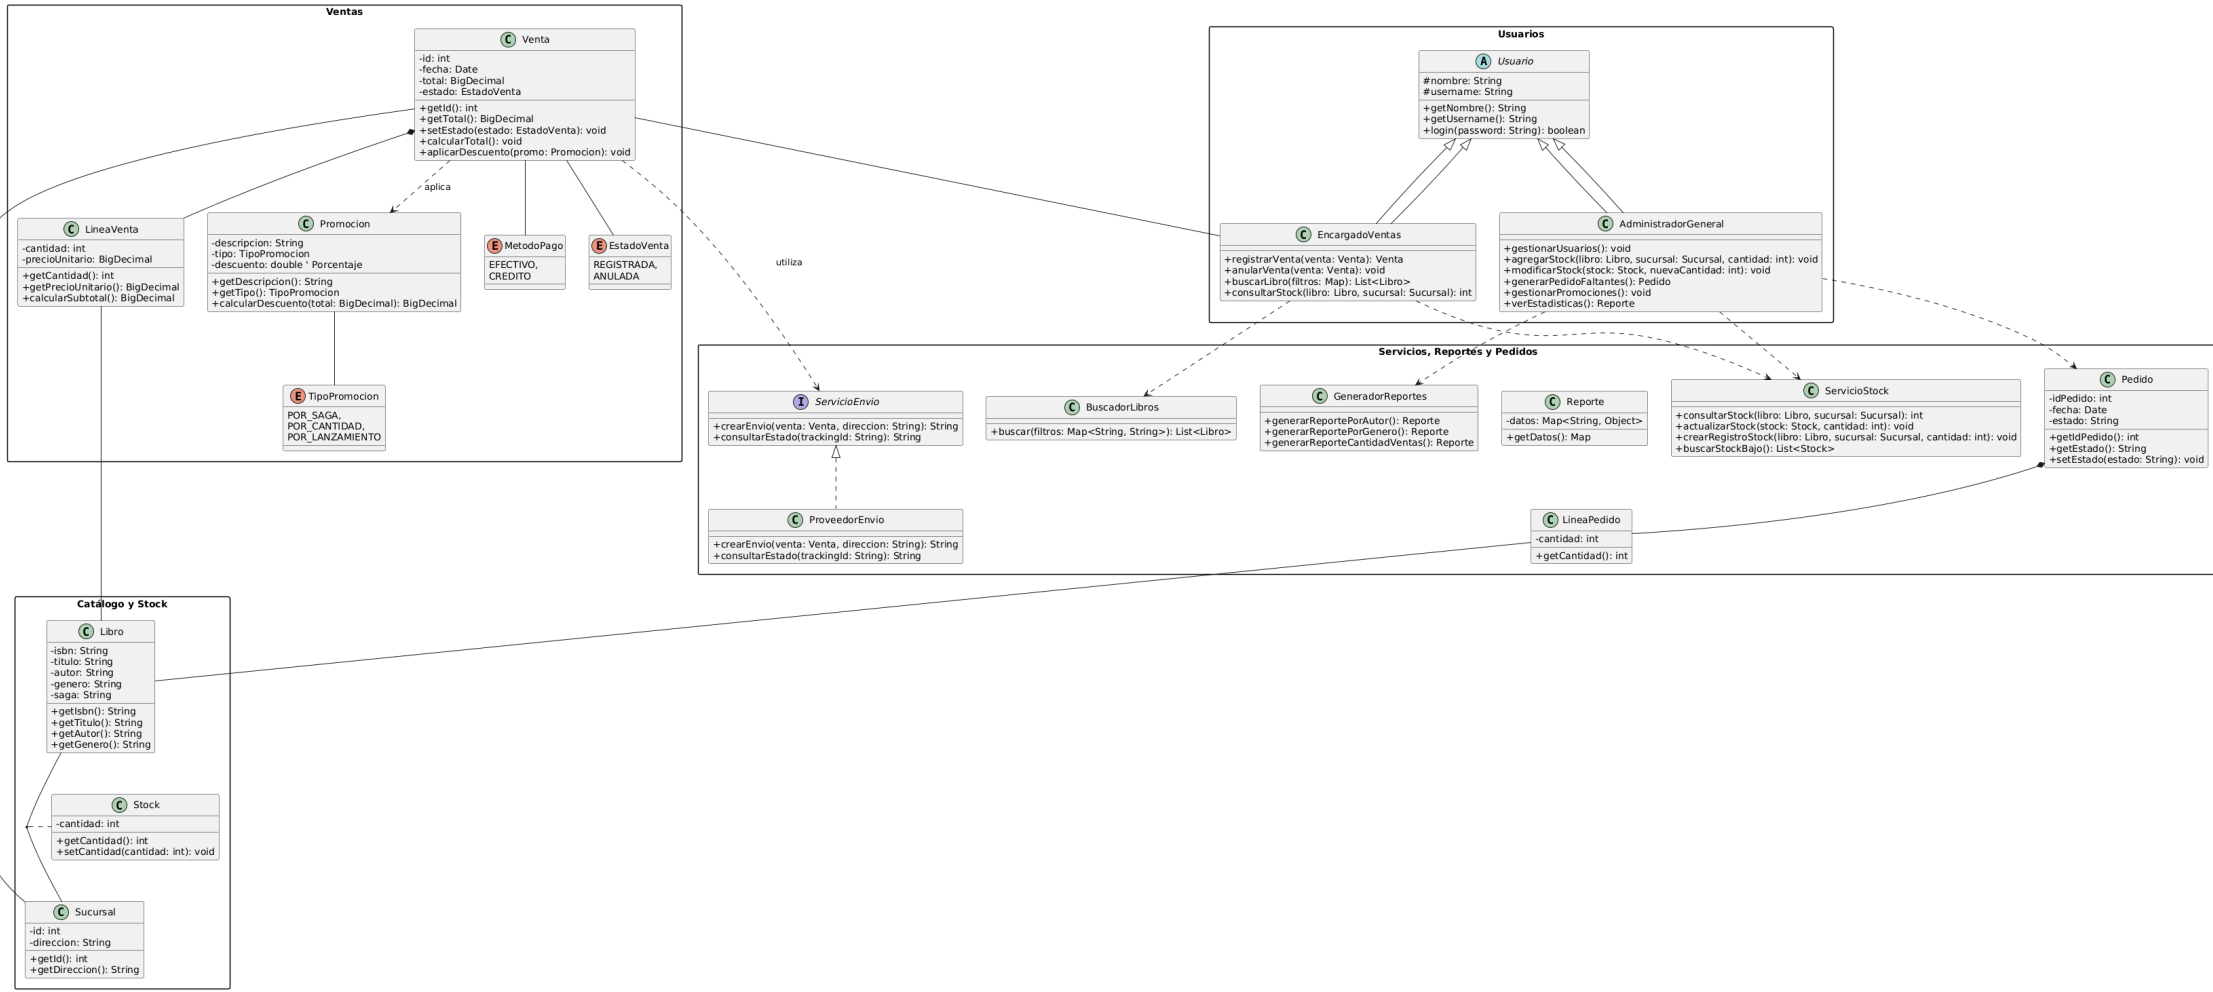 Ventas
C Venta
-id: int
-fecha: Date
-total: BigDecimal
-estado: EstadoVenta
+getId(): int
+getTotal(): BigDecimal
+setEstado(estado: EstadoVenta): void
+calcularTotal(): void
+aplicarDescuento(promo: Promocion): void
aplica
C LineaVenta
-cantidad: int
-precioUnitario: BigDecimal
+getCantidad(): int
+getPrecioUnitario(): BigDecimal
+calcularSubtotal(): BigDecimal
C Promocion
-descripcion: String
-tipo: TipoPromocion
-descuento: double ' Porcentaje
+getDescripcion(): String
+getTipo(): TipoPromocion
+calcularDescuento(total: BigDecimal): BigDecimal
E MetodoPago
EFECTIVO,
CREDITO
E EstadoVenta
REGISTRADA,
ANULADA
E TipoPromocion
POR_SAGA,
POR_CANTIDAD,
POR_LANZAMIENTO
utiliza
Usuarios
A Usuario
#nombre: String
#username: String
+getNombre(): String
+getUsername(): String
+login(password: String): boolean
C EncargadoVentas
+registrarVenta(venta: Venta): Venta
+anularVenta(venta: Venta): void
+buscarLibro(filtros: Map): List<Libro>
+consultarStock(libro: Libro, sucursal: Sucursal): int
C AdministradorGeneral
+gestionarUsuarios(): void
+agregarStock(libro: Libro, sucursal: Sucursal, cantidad: int): void
+modificarStock(stock: Stock, nuevaCantidad: int): void
+generarPedidoFaltantes(): Pedido
+gestionarPromociones(): void
+verEstadisticas(): Reporte
Servicios, Reportes y Pedidos
I ServicioEnvio
+crearEnvio(venta: Venta, direccion: String): String
+consultarEstado(trackingId: String): String
C BuscadorLibros
+buscar(filtros: Map<String, String>): List<Libro>
C GeneradorReportes
+generarReportePorAutor(): Reporte
+generarReportePorGenero(): Reporte
+generarReporteCantidadVentas(): Reporte
C Reporte
-datos: Map<String, Object>
+getDatos(): Map
C ServicioStock
+consultarStock(libro: Libro, sucursal: Sucursal): int
+actualizarStock(stock: Stock, cantidad: int): void
+crearRegistroStock(libro: Libro, sucursal: Sucursal, cantidad: int): void
+buscarStockBajo(): List<Stock>
C Pedido
-idPedido: int
-fecha: Date
-estado: String
+getIdPedido(): int
+getEstado(): String
+setEstado(estado: String): void
C ProveedorEnvio
+crearEnvio(venta: Venta, direccion: String): String
+consultarEstado(trackingId: String): String
C LineaPedido
-cantidad: int
+getCantidad(): int
Catálogo y Stock
C Libro
-isbn: String
-titulo: String
-autor: String
-genero: String
-saga: String
+getIsbn(): String
+getTitulo(): String
+getAutor(): String
+getGenero(): String
C Stock
-cantidad: int
+getCantidad(): int
+setCantidad(cantidad: int): void
C Sucursal
-id: int
-direccion: String
+getId(): int
+getDireccion(): String